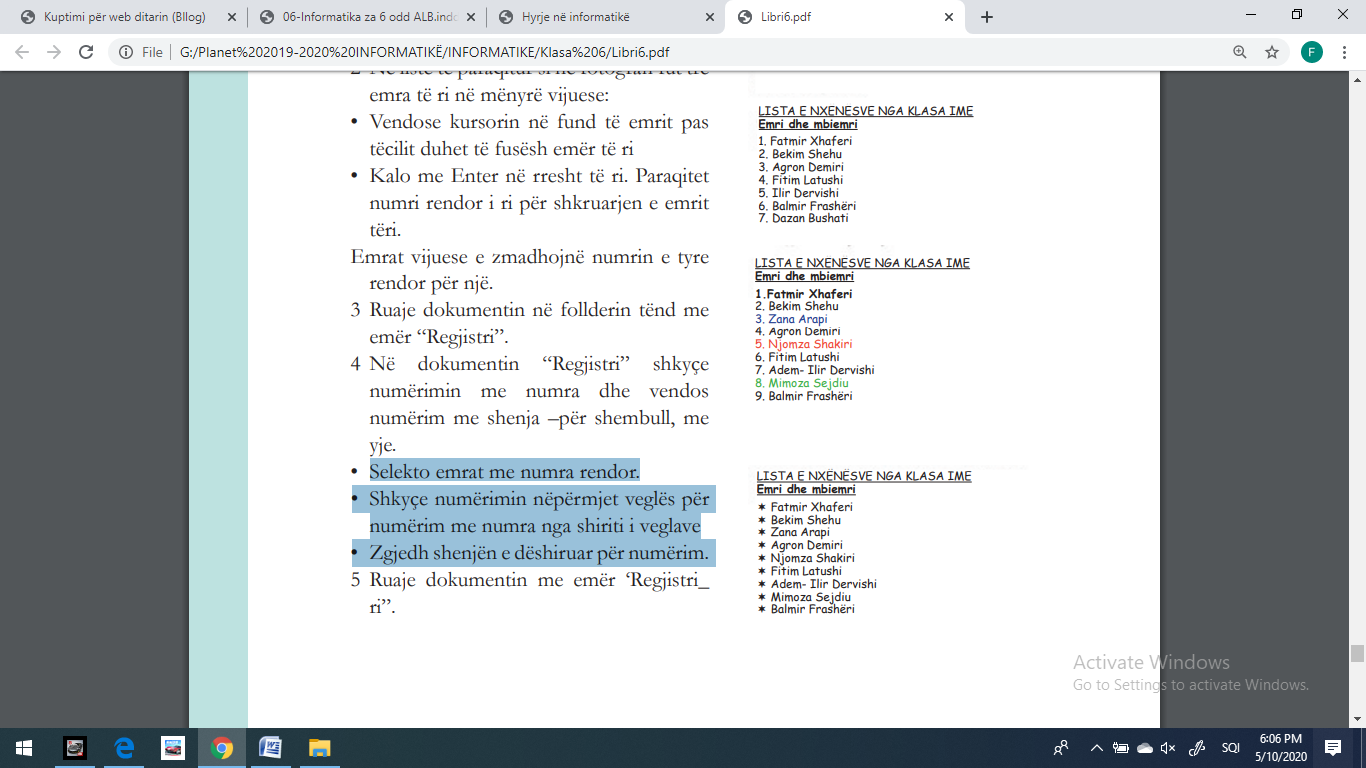 Kuptimi për web ditarin (Bllog)
06-Informatika za 6 odd ALB.indd
Hyrje në informatikë
Libri6.pdf
File
G:/Planet%202019-2020%20INFORMATIKË/INFORMATIKE/Klasa%206/Libri6.pdf
F
emra të ri në mënyrë vijuese:
• Vendose kursorin në fund të emrit pas
tëcilit duhet të fusësh emër të ri
• Kalo me Enter në rresht të ri. Paraqitet
numri rendor i ri për shkruarjen e emrit
tëri.
Emrat vijuese e zmadhojnë numrin e tyre
rendor për një.
3 Ruaje dokumentin në follderin tënd me
emër “Regjistri”.
4 Në dokumentin “Regjistri” shkyçe
numërimin me numra dhe vendos
numërim me shenja –për shembull, me
yje.
• Selekto emrat me numra rendor.
• Shkyçe numërimin nëpërmjet veglës për
numërim me numra nga shiriti i veglave
• Zgjedh shenjën e dëshiruar për numërim.
5 Ruaje dokumentin me emër ‘Regjistri_
ri”.
LISTA E NXENESVE NGA KLASA IME
Emri dhe mbiemri
1. Fatmir Xhaferi
2. Bekim Shehu
3. Agron Demiri
4. Fitim Latushi
5. Ilir Dervishi
6. Balmir Frashëri
7. Dazan Bushati
LISTA E NXENESVE NGA KLASA IME
Emri dhe mbiemri
1.Fatmir Xhaferi
2. Bekim Shehu
3. Zana Arapi
4. Agron Demiri
5. Njomza Shakiri
6. Fitim Latushi
7. Adem- Ilir Dervishi
8. Mimoza Sejdiu
9. Balmir Frashëri
LISTA E NXËNËSVE NGA KLASA IME
Emri dhe mbiemri
✶ Fatmir Xhaferi
✶ Bekim Shehu
✶ Zana Arapi
✶ Agron Demiri
✶ Njomza Shakiri
✶ Fitim Latushi
✶ Adem- Ilir Dervishi
✶ Mimoza Sejdiu
✶ Balmir Frashëri
Activate Windows
Go to Settings to activate Windows.
SQI
6:06 PM
5/10/2020